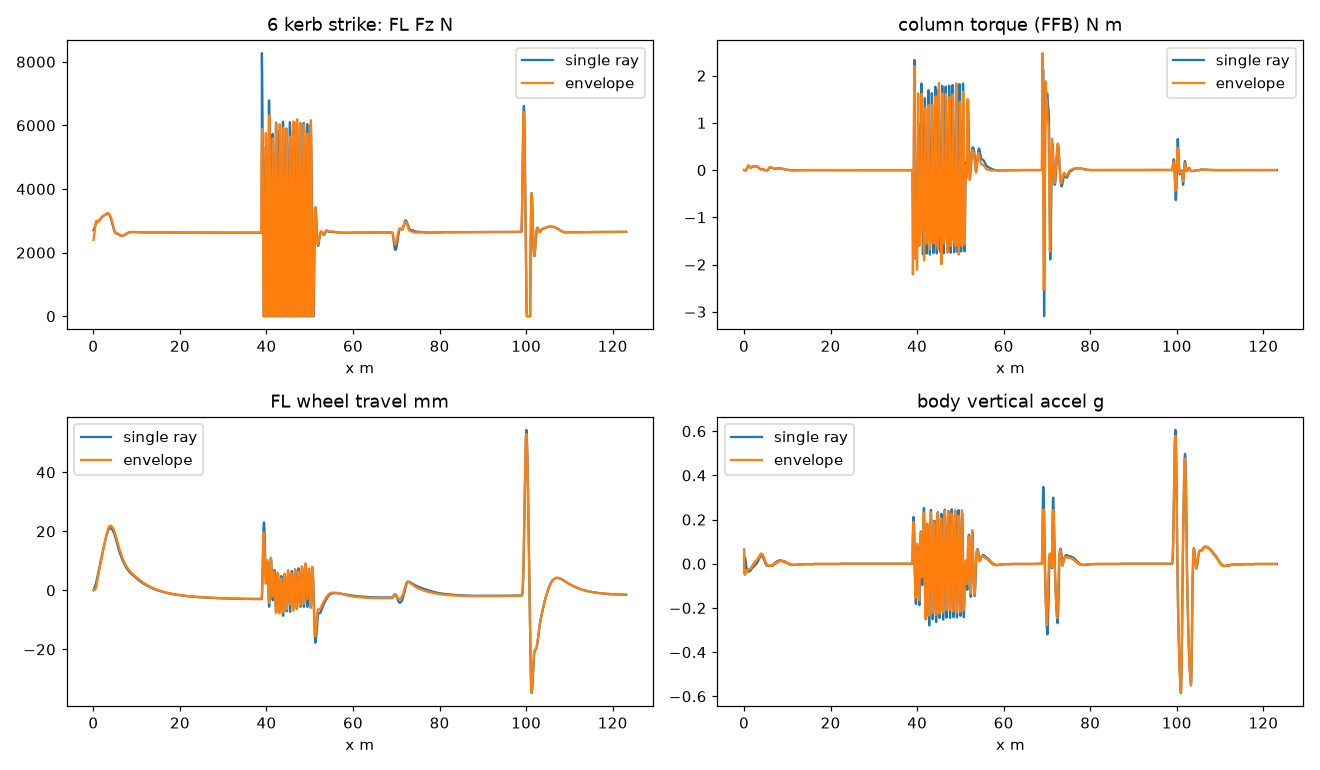 6 kerb strike: FL Fz N
8000
6000
4000
2000
0
single ray
envelope
0 20 40 60 80 100 120
x m
column torque (FFB) N m
2
1
0
−1
−2
−3
single ray
envelope
0 20 40 60 80 100 120
x m
FL wheel travel mm
40
20
0
−20
single ray
envelope
0 20 40 60 80 100 120
x m
body vertical accel g
0.6
0.4
0.2
0.0
−0.2
−0.4
−0.6
single ray
envelope
0 20 40 60 80 100 120
x m